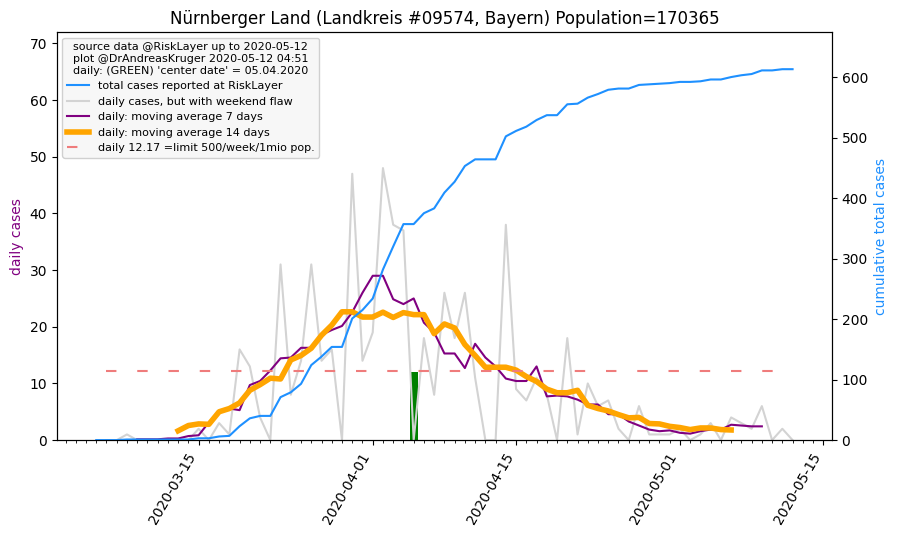 Nürnberger Land (Landkreis #09574, Bayern) Population=170365
source data @RiskLayer up to 2020-05-12
plot @DrAndreasKruger 2020-05-12 04:51
daily: (GREEN) 'center date' = 05.04.2020
total cases reported at RiskLayer
daily cases, but with weekend flaw
daily: moving average 7 days
daily: moving average 14 days
daily 12.17 =limit 500/week/1mio pop.
daily cases
70
60
50
40
30
20
10
0
cumulative total cases
600
500
400
300
200
100
0
2020-03-15
2020-04-01
2020-04-15
2020-05-01
2020-05-15